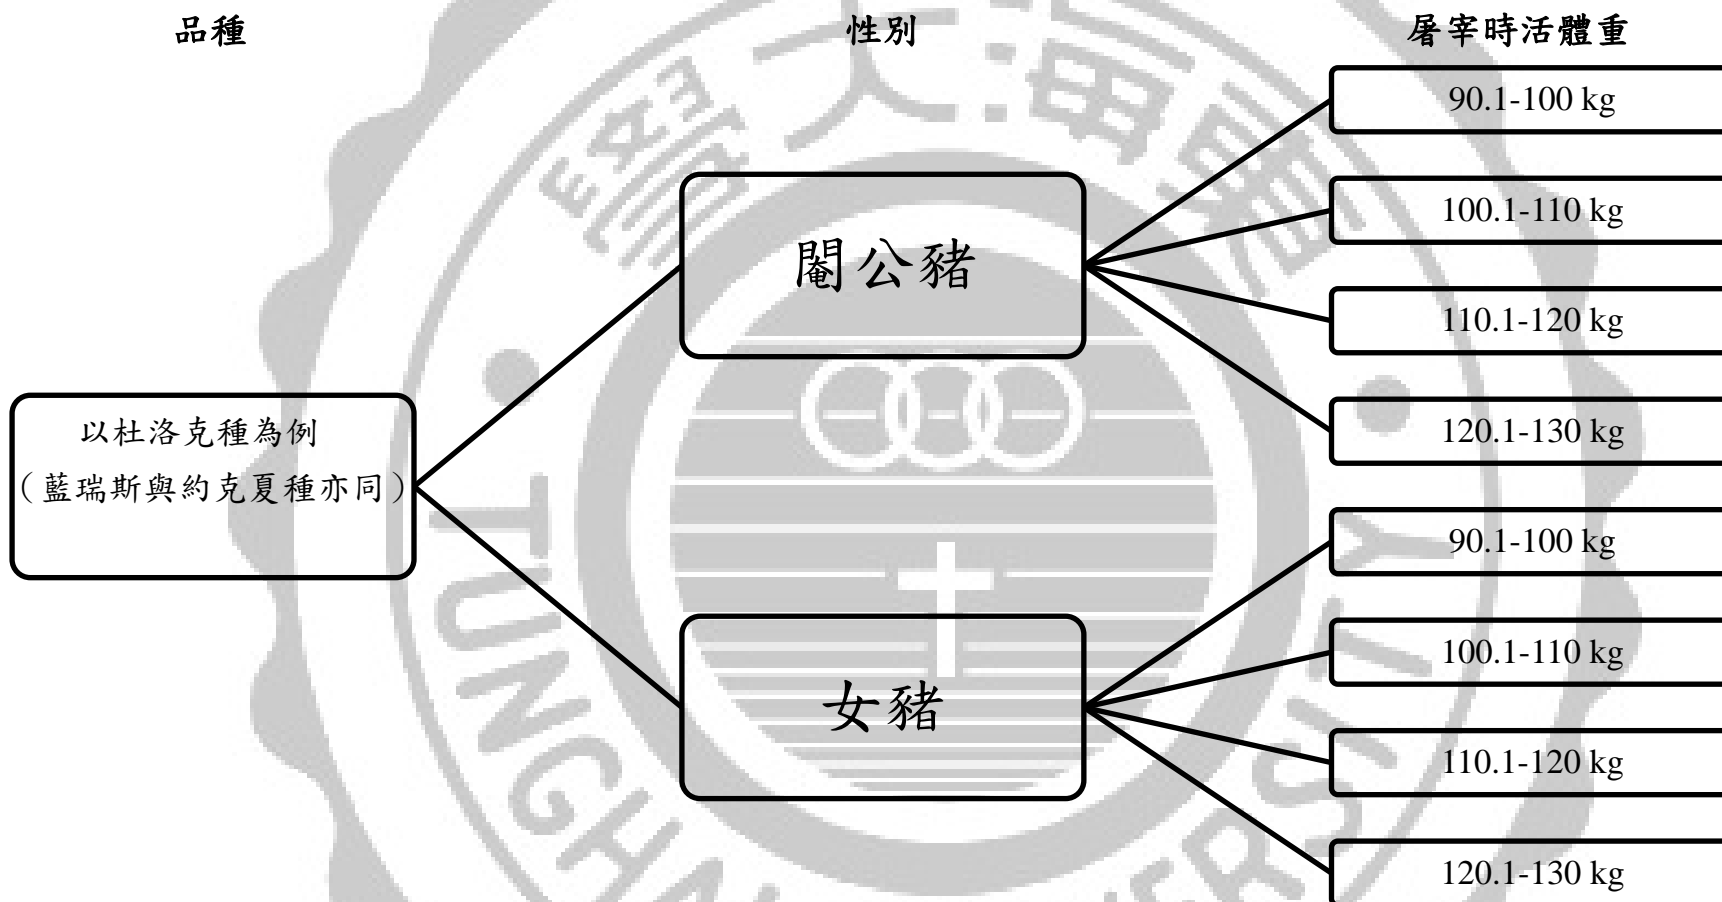 品種
性別
屠宰時活體重
以杜洛克種為例
（藍瑞斯與約克夏種亦同）
閹公豬
90.1-100 kg
100.1-110 kg
110.1-120 kg
120.1-130 kg
女豬
90.1-100 kg
100.1-110 kg
110.1-120 kg
120.1-130 kg